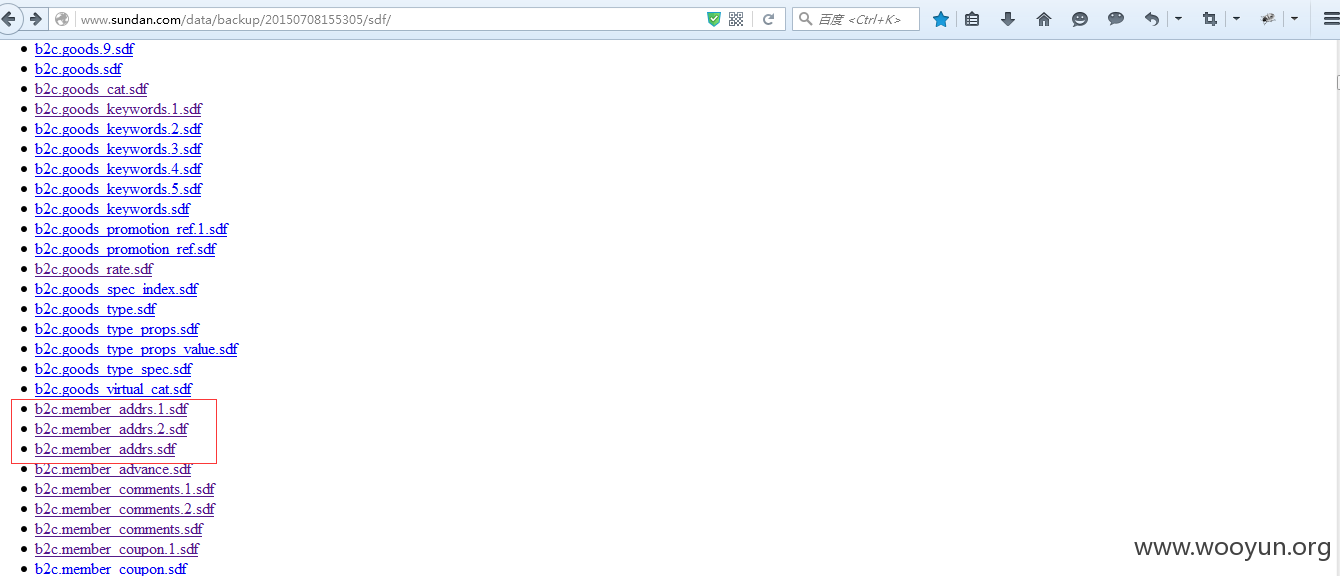 www.sundan.com/data/backup/20150708155305/sdf/
百度 <Ctrl+K>
b2c.goods.9.sdf
b2c.goods.sdf
b2c.goods_cat.sdf
b2c.goods_keywords.1.sdf
b2c.goods_keywords.2.sdf
b2c.goods_keywords.3.sdf
b2c.goods_keywords.4.sdf
b2c.goods_keywords.5.sdf
b2c.goods_keywords.sdf
b2c.goods_promotion_ref.1.sdf
b2c.goods_promotion_ref.sdf
b2c.goods_rate.sdf
b2c.goods_spec_index.sdf
b2c.goods_type.sdf
b2c.goods_type_props.sdf
b2c.goods_type_props_value.sdf
b2c.goods_type_spec.sdf
b2c.goods_virtual_cat.sdf
b2c.member_addrs.1.sdf
b2c.member_addrs.2.sdf
b2c.member_addrs.sdf
b2c.member_advance.sdf
b2c.member_comments.1.sdf
b2c.member_comments.2.sdf
b2c.member_comments.sdf
b2c.member_coupon.1.sdf
b2c.member_coupon.sdf
www.wooyun.org